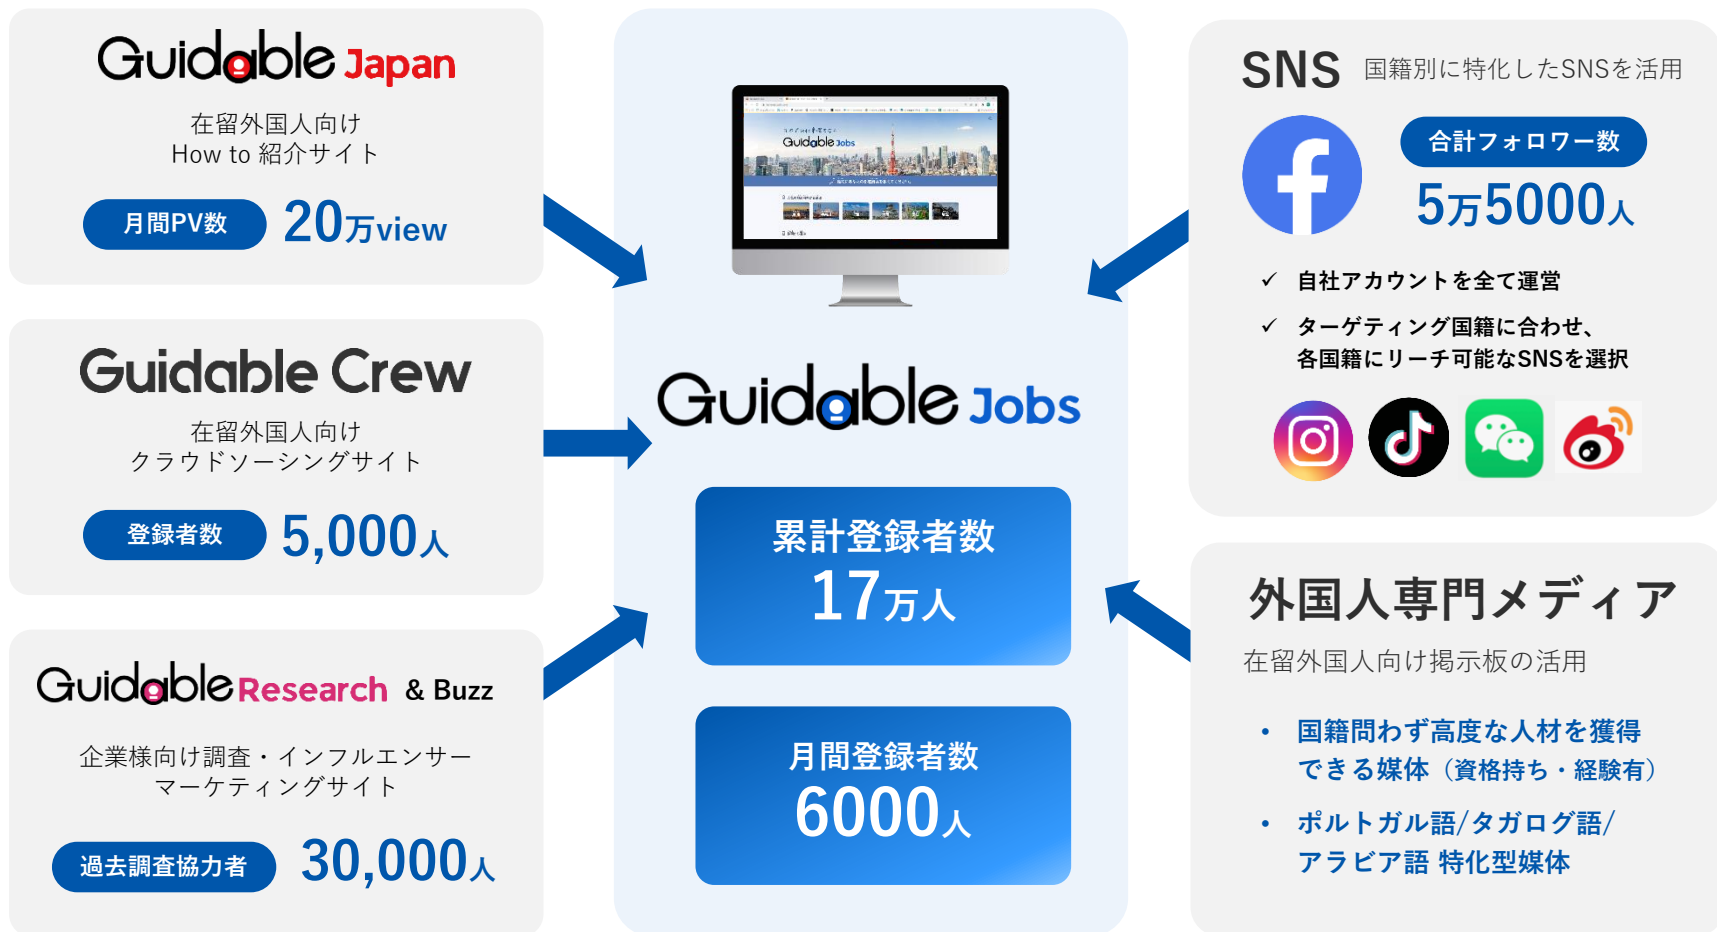 Guidable Japan
在留外国人向け
How to 紹介サイト
月間PV数 20万view
Guidable Crew
在留外国人向け
クラウドソーシングサイト
登録者数 5,000人
Guidable Research & Buzz
企業様向け調査・インフルエンサー
マーケティングサイト
過去調査協力者 30,000人
Guidable Jobs
Guidable Jobs
累計登録者数
17万人
月間登録者数
6000人
SNS 国籍別に特化したSNSを活用
合計フォロワー数
5万5000人
✓ 自社アカウントを全て運営
✓ ターゲティング国籍に合わせ、
各国籍にリーチ可能なSNSを選択
外国人専門メディア
在留外国人向け掲示板の活用
• 国籍問わず高度な人材を獲得
できる媒体（資格持ち・経験有）
• ポルトガル語/タガログ語/
アラビア語 特化型媒体